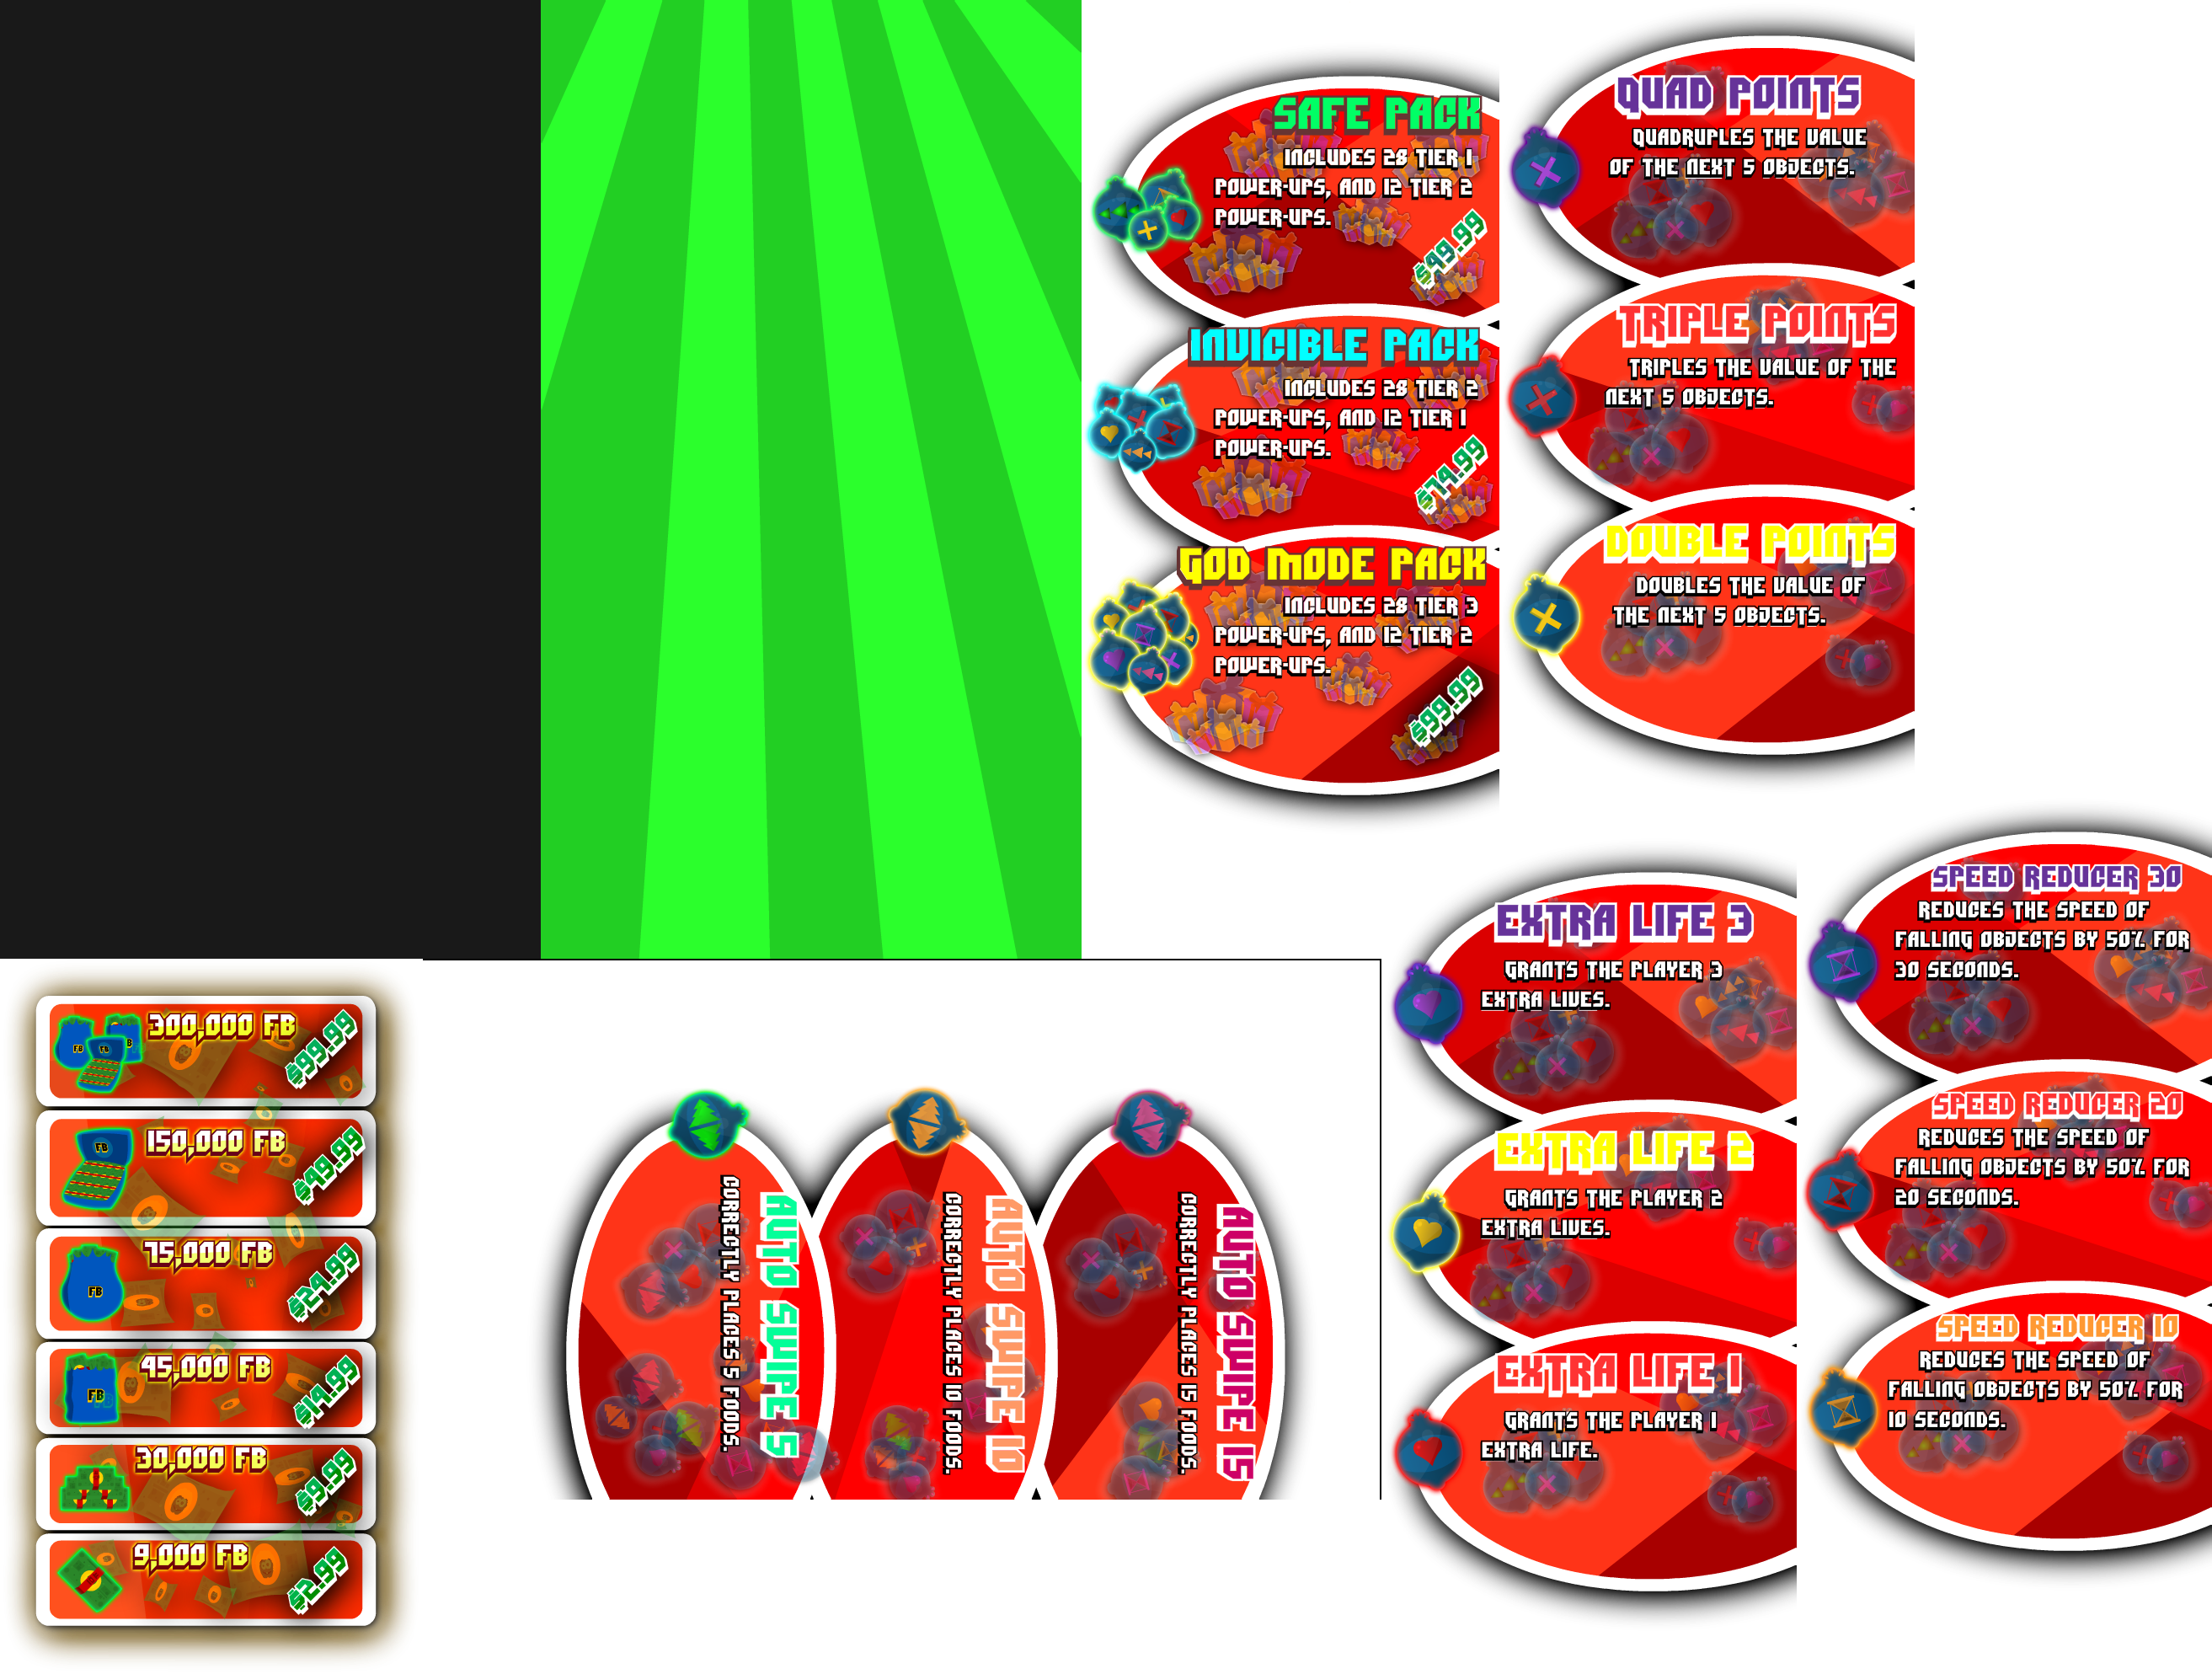 SAFE PACK
INCLUDES 28 TIER 1
POWER-UPS, AND 12 TIER 2
POWER-UPS.
$49.99
INVICIBLE PACK
INCLUDES 28 TIER 2
POWER-UPS, AND 12 TIER 1
POWER-UPS.
$74.99
GOD MODE PACK
INCLUDES 28 TIER 3
POWER-UPS, AND 12 TIER 2
POWER-UPS.
$99.99
QUAD POINTS
QUADRUPLES THE VALUE
OF THE NEXT 5 OBJECTS.
TRIPLE POINTS
TRIPLES THE VALUE OF THE
NEXT 5 OBJECTS.
DOUBLE POINTS
DOUBLES THE VALUE OF
THE NEXT 5 OBJECTS.
300,000 FB
FB
FB
B
$99.99
150,000 FB
FB
$49.99
75,000 FB
FB
$24.99
45,000 FB
FB
$14.99
30,000 FB
$9.99
9,000 FB
$2.99
AUTO SWIPE 5
CORRECTLY PLACES 5 FOODS.
AUTO SWIPE 10
CORRECTLY PLACES 10 FOODS.
AUTO SWIPE 15
CORRECTLY PLACES 15 FOODS.
EXTRA LIFE 3
GRANTS THE PLAYER 3
EXTRA LIVES.
EXTRA LIFE 2
GRANTS THE PLAYER 2
EXTRA LIVES.
EXTRA LIFE 1
GRANTS THE PLAYER 1
EXTRA LIFE.
SPEED REDUCER 30
REDUCES THE SPEED OF
FALLING OBJECTS BY 50% FOR
30 SECONDS.
SPEED REDUCER 20
REDUCES THE SPEED OF
FALLING OBJECTS BY 50% FOR
20 SECONDS.
SPEED REDUCER 10
REDUCES THE SPEED OF
FALLING OBJECTS BY 50% FOR
10 SECONDS.